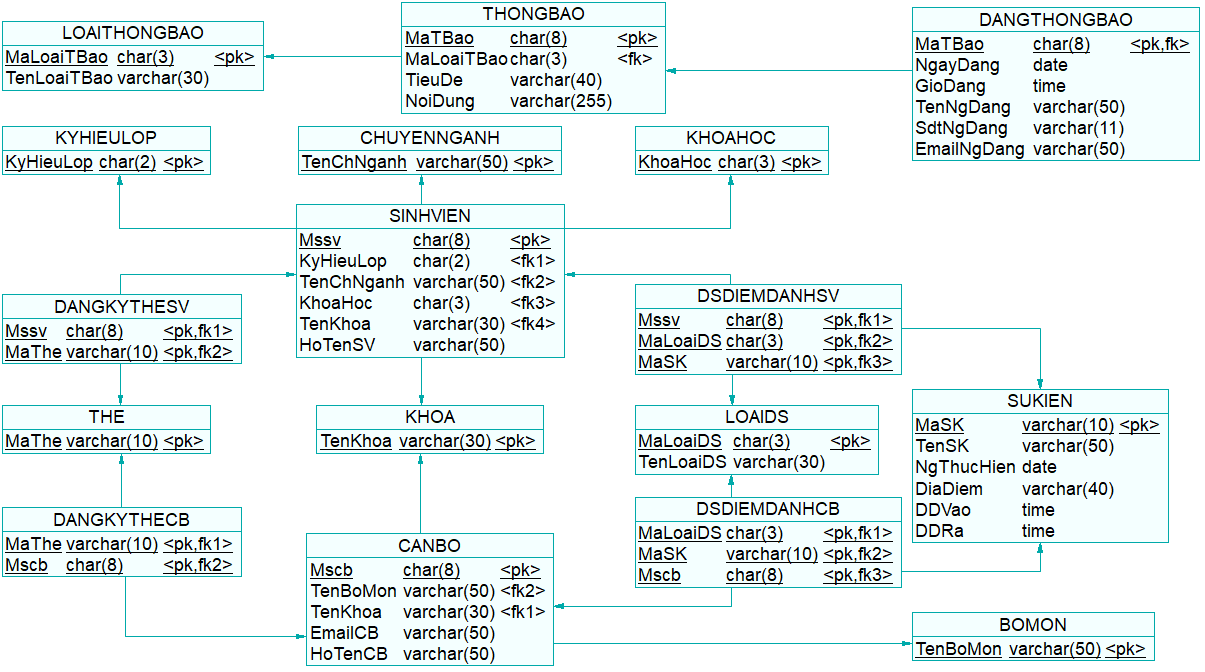 LOAITHONGBAO
MaLoaiTBao char(3) <pk>
TenLoaiTBao varchar(30)
THONGBAO
MaTBao char(8) <pk>
MaLoaiTBao char(3) <fk>
TieuDe varchar(40)
NoiDung varchar(255)
DANGTHONGBAO
MaTBao char(8) <pk,fk>
NgayDang date
GioDang time
TenNgDang varchar(50)
SdtNgDang varchar(11)
EmailNgDang varchar(50)
KYHIEULOP
KyHieuLop char(2) <pk>
CHUYENNGANH
TenChNganh varchar(50) <pk>
KHOAHOC
KhoaHoc char(3) <pk>
SINHVIEN
Mssv char(8) <pk>
KyHieuLop char(2) <fk1>
TenChNganh varchar(50) <fk2>
KhoaHoc char(3) <fk3>
TenKhoa varchar(30) <fk4>
HoTenSV varchar(50)
DANGKYTHESV
Mssv char(8) <pk,fk1>
MaThe varchar(10) <pk,fk2>
DSDIEMDANHSV
Mssv char(8) <pk,fk1>
MaLoaiDS char(3) <pk,fk2>
MaSK varchar(10) <pk,fk3>
THE
MaThe varchar(10) <pk>
KHOA
TenKhoa varchar(30) <pk>
LOAIDS
MaLoaiDS char(3) <pk>
TenLoaiDS varchar(30)
SUKIEN
MaSK varchar(10) <pk>
TenSK varchar(50)
NgThucHien date
DiaDiem varchar(40)
DDVao time
DDRa time
DANGKYTHECB
MaThe varchar(10) <pk,fk1>
Mscb char(8) <pk,fk2>
CANBO
Mscb char(8) <pk>
TenBoMon varchar(50) <fk2>
TenKhoa varchar(30) <fk1>
EmailCB varchar(50)
HoTenCB varchar(50)
DSDIEMDANHCB
MaLoaiDS char(3) <pk,fk1>
MaSK varchar(10) <pk,fk2>
Mscb char(8) <pk,fk3>
BOMON
TenBoMon varchar(50) <pk>